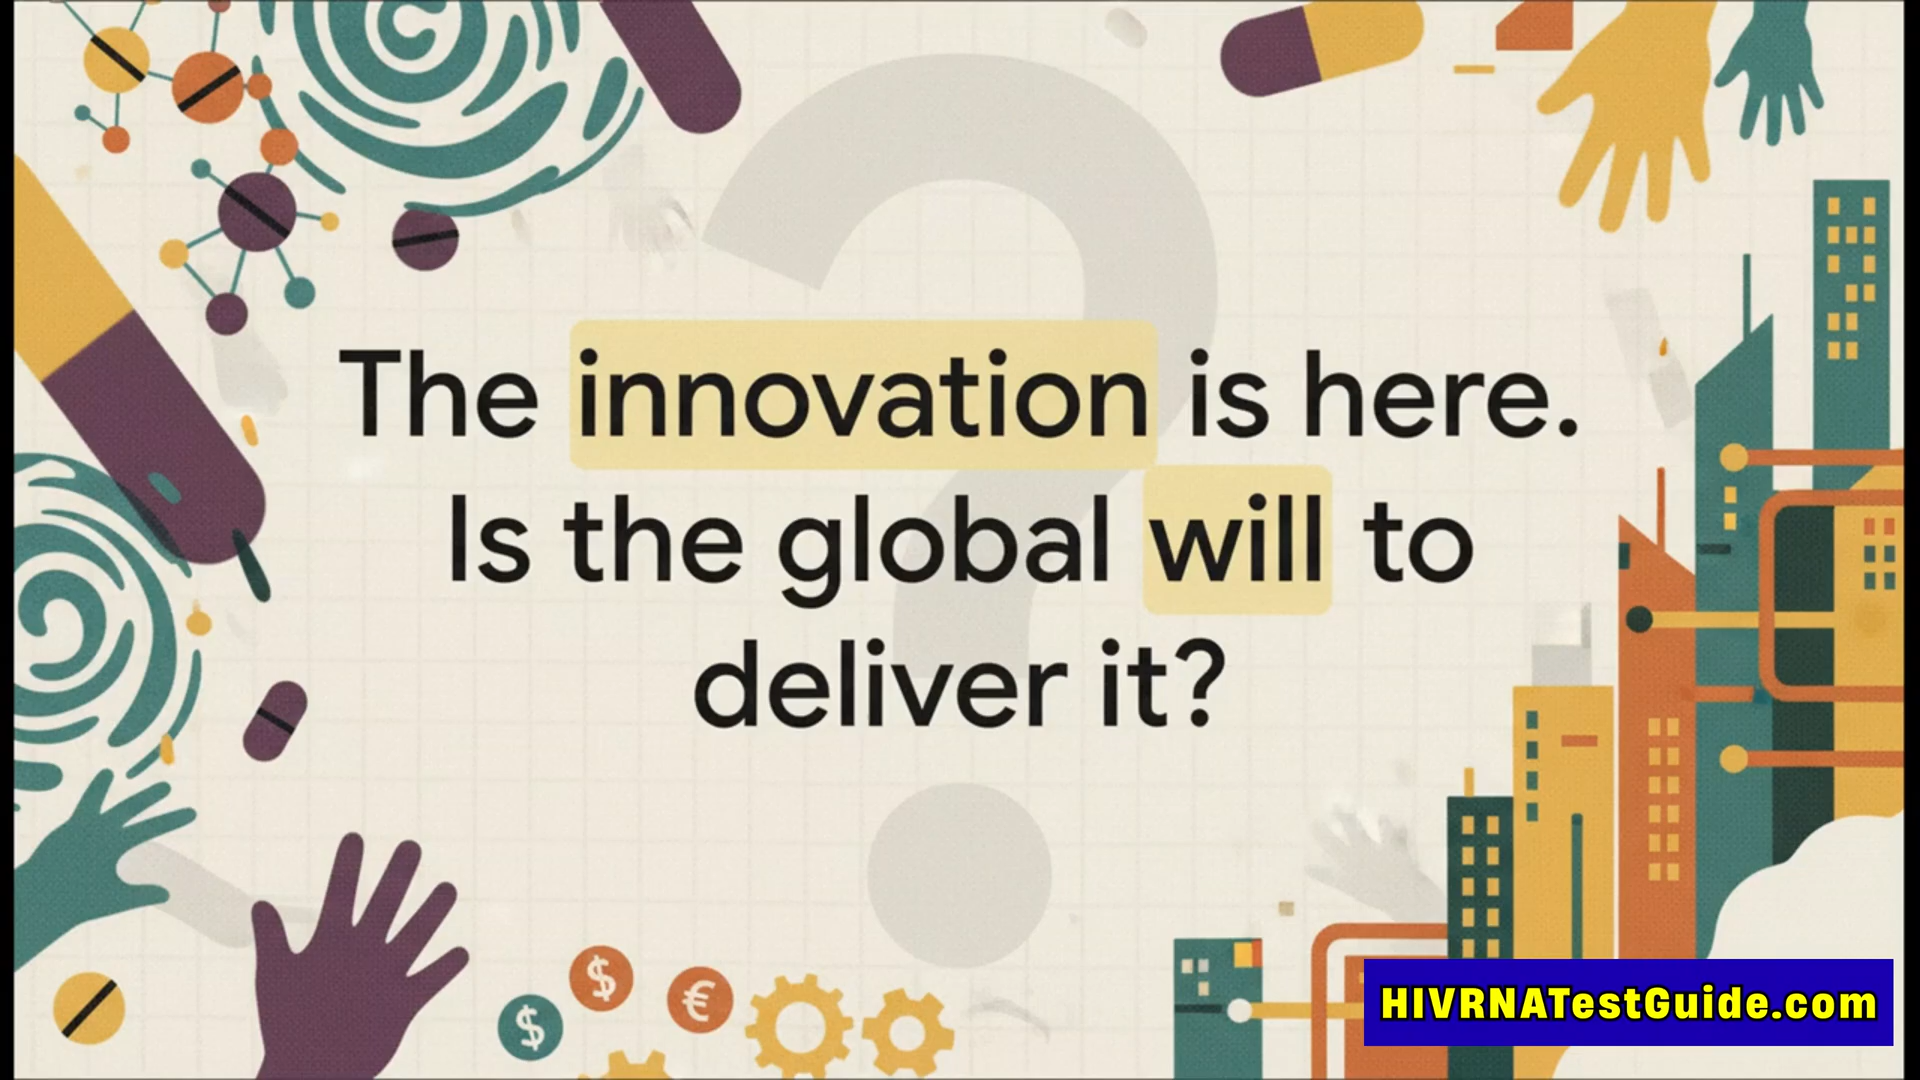 The innovation is here.
Is the global will to
deliver it?
$
$
€
HIVRNATestGuide.com